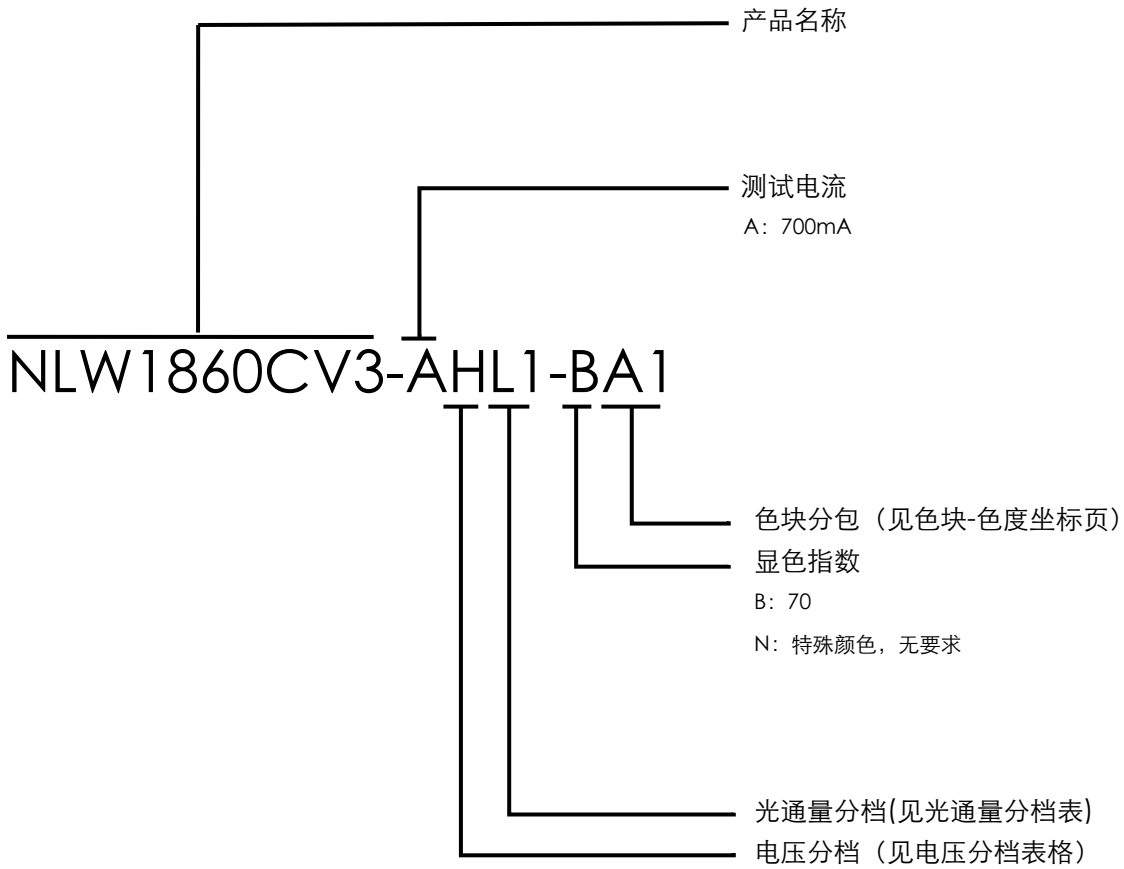 产品名称
测试电流
A：700mA
NLW1860CV3-AHL1-BA1
色块分包（见色块-色度坐标页）
显色指数
B：70
N：特殊颜色，无要求
光通量分档(见光通量分档表)
电压分档（见电压分档表格）